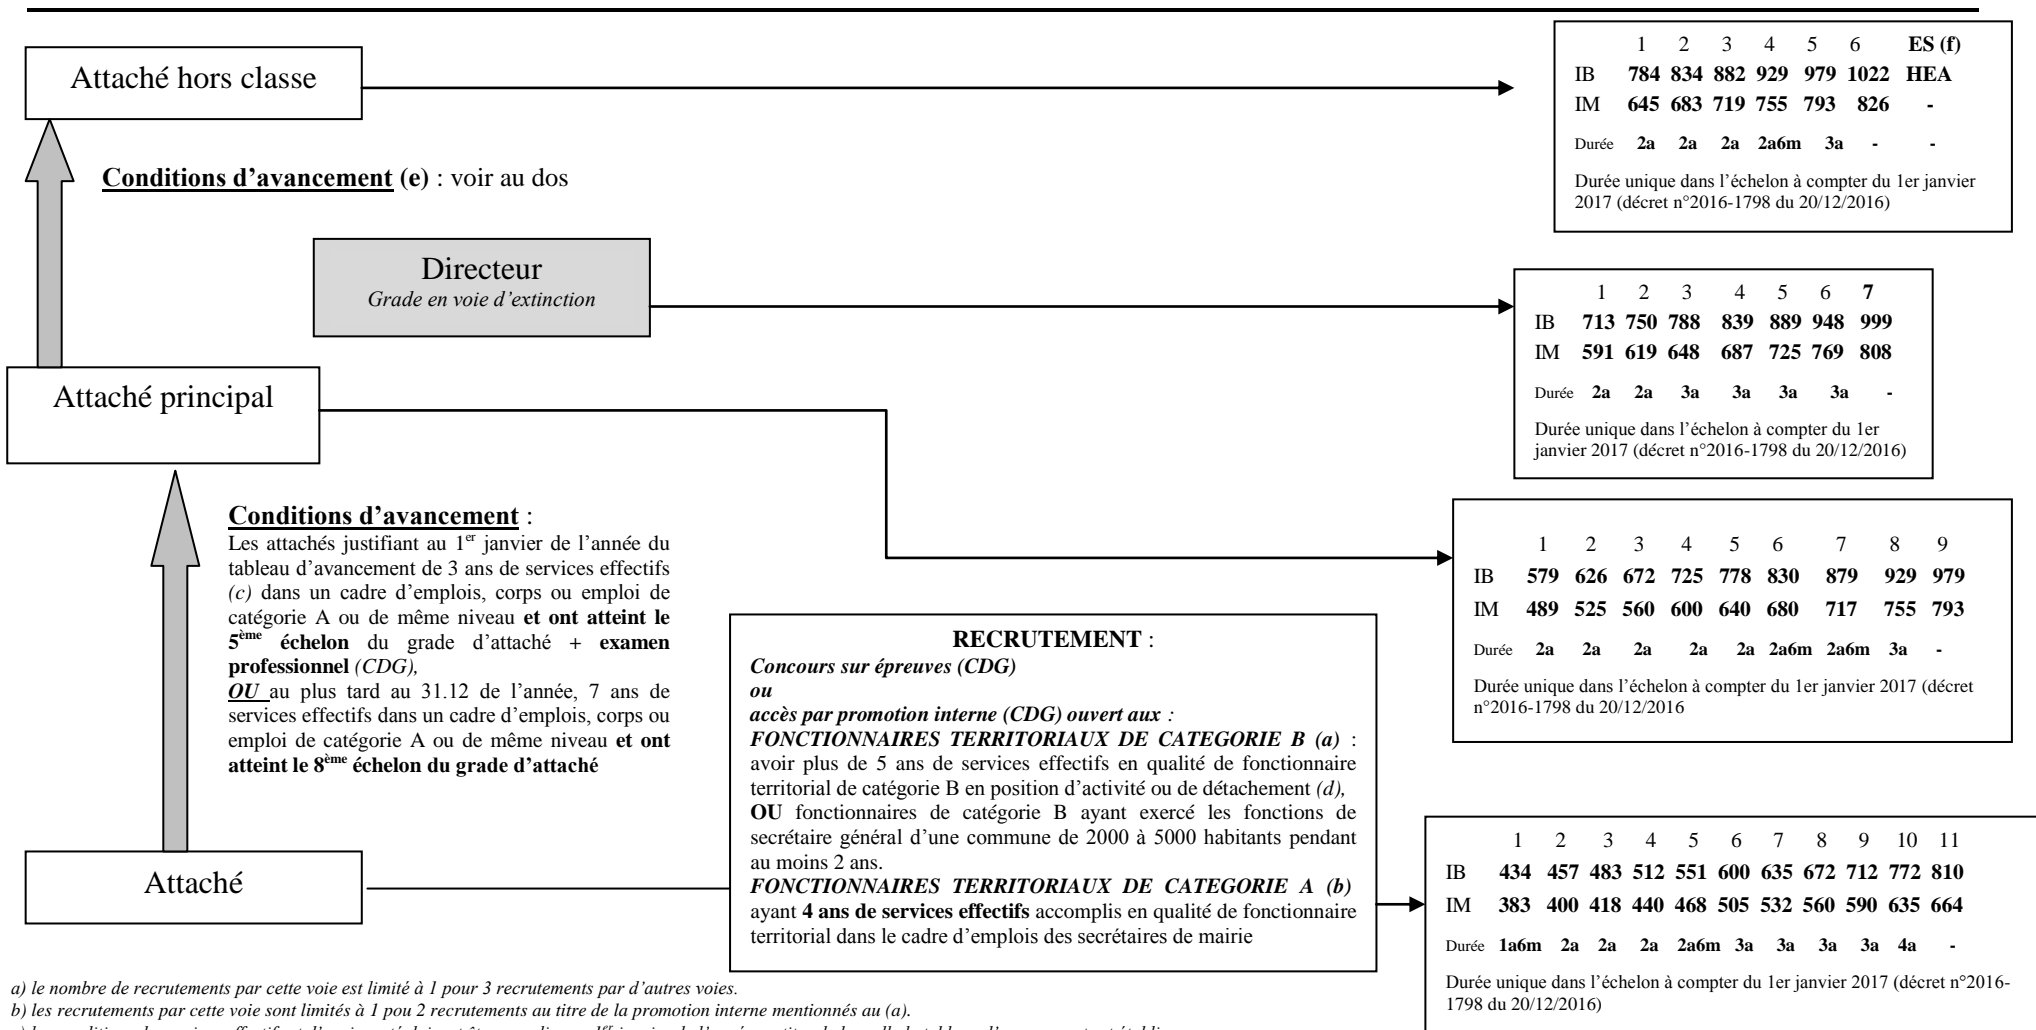 Attaché hors classe
1 2 3 4 5 6 ES (f)
IB 784 834 882 929 979 1022 HEA
IM 645 683 719 755 793 826 -
Durée 2a 2a 2a 2a6m 3a - -
Durée unique dans l’échelon à compter du 1er janvier
2017 (décret n°2016-1798 du 20/12/2016)
Conditions d’avancement (e) : voir au dos
Directeur
Grade en voie d’extinction
1 2 3 4 5 6 7
IB 713 750 788 839 889 948 999
IM 591 619 648 687 725 769 808
Durée 2a 2a 3a 3a 3a 3a -
Durée unique dans l’échelon à compter du 1er
janvier 2017 (décret n°2016-1798 du 20/12/2016)
Attaché principal
1 2 3 4 5 6 7 8 9
IB 579 626 672 725 778 830 879 929 979
IM 489 525 560 600 640 680 717 755 793
Durée 2a 2a 2a 2a 2a 2a6m 2a6m 3a -
Durée unique dans l’échelon à compter du 1er janvier 2017 (décret
n°2016-1798 du 20/12/2016
Conditions d’avancement :
Les attachés justifiant au 1er janvier de l’année du
tableau d’avancement de 3 ans de services effectifs
(c) dans un cadre d’emplois, corps ou emploi de
catégorie A ou de même niveau et ont atteint le
5ème échelon du grade d’attaché + examen
professionnel (CDG),
OU au plus tard au 31.12 de l’année, 7 ans de
services effectifs dans un cadre d’emplois, corps ou
emploi de catégorie A ou de même niveau et ont
atteint le 8ème échelon du grade d’attaché
RECRUTEMENT :
Concours sur épreuves (CDG)
ou
accès par promotion interne (CDG) ouvert aux :
FONCTIONNAIRES TERRITORIAUX DE CATEGORIE B (a) :
avoir plus de 5 ans de services effectifs en qualité de fonctionnaire
territorial de catégorie B en position d’activité ou de détachement (d),
OU fonctionnaires de catégorie B ayant exercé les fonctions de
secrétaire général d’une commune de 2000 à 5000 habitants pendant
au moins 2 ans.
FONCTIONNAIRES TERRITORIAUX DE CATEGORIE A (b)
ayant 4 ans de services effectifs accomplis en qualité de fonctionnaire
territorial dans le cadre d’emplois des secrétaires de mairie
Attaché
1 2 3 4 5 6 7 8 9 10 11
IB 434 457 483 512 551 600 635 672 712 772 810
IM 383 400 418 440 468 505 532 560 590 635 664
Durée 1a6m 2a 2a 2a 2a6m 3a 3a 3a 3a 4a -
Durée unique dans l’échelon à compter du 1er janvier 2017 (décret n°2016-
1798 du 20/12/2016)
a) le nombre de recrutements par cette voie est limité à 1 pour 3 recrutements par d’autres voies.
b) les recrutements par cette voie sont limités à 1 pou 2 recrutements au titre de la promotion interne mentionnés au (a).